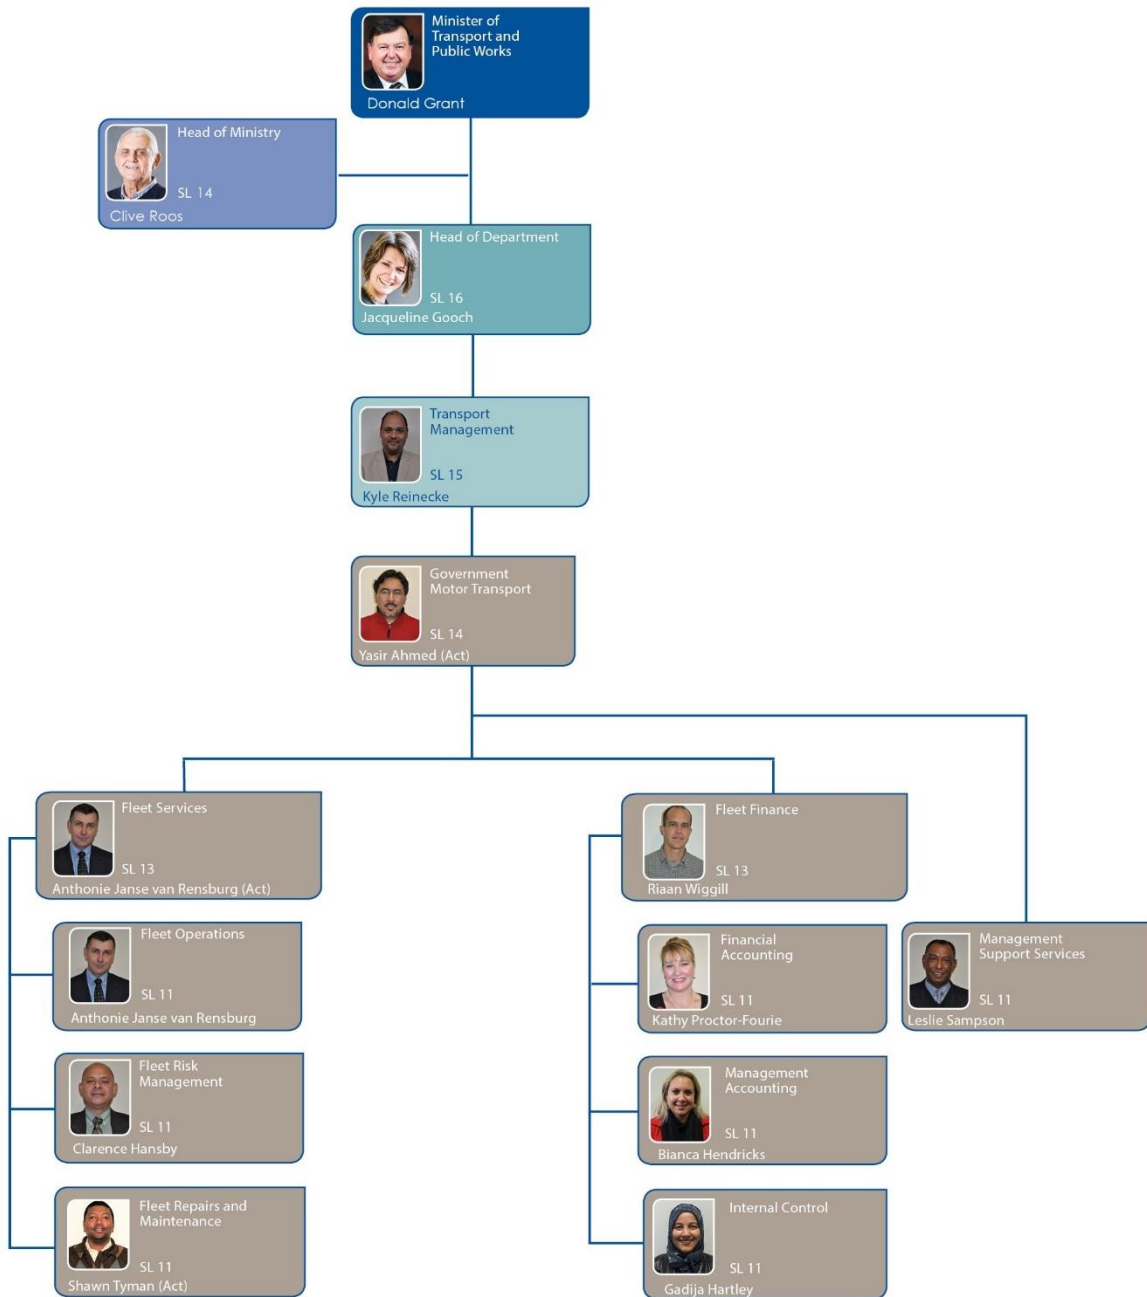 Minister of
Transport and
Public Works
Donald Grant
Head of Ministry
SL 14
Clive Roos
Head of Department
SL 16
Jacqueline Gooch
Transport
Management
SL 15
Kyle Reinecke
Government
Motor Transport
SL 14
Yasir Ahmed (Act)
Fleet Services
SL 13
Anthonie Janse van Rensburg (Act)
Fleet Operations
SL 11
Anthonie Janse van Rensburg
Fleet Risk
Management
SL 11
Clarence Hansby
Fleet Repairs and
Maintenance
SL 11
Shawn Tyman (Act)
Fleet Finance
SL 13
Riaan Wiggill
Financial
Accounting
SL 11
Kathy Proctor-Fourie
Management
Accounting
SL 11
Bianca Hendricks
Internal Control
SL 11
Gadija Hartley
Management
Support Services
SL 11
Leslie Sampson